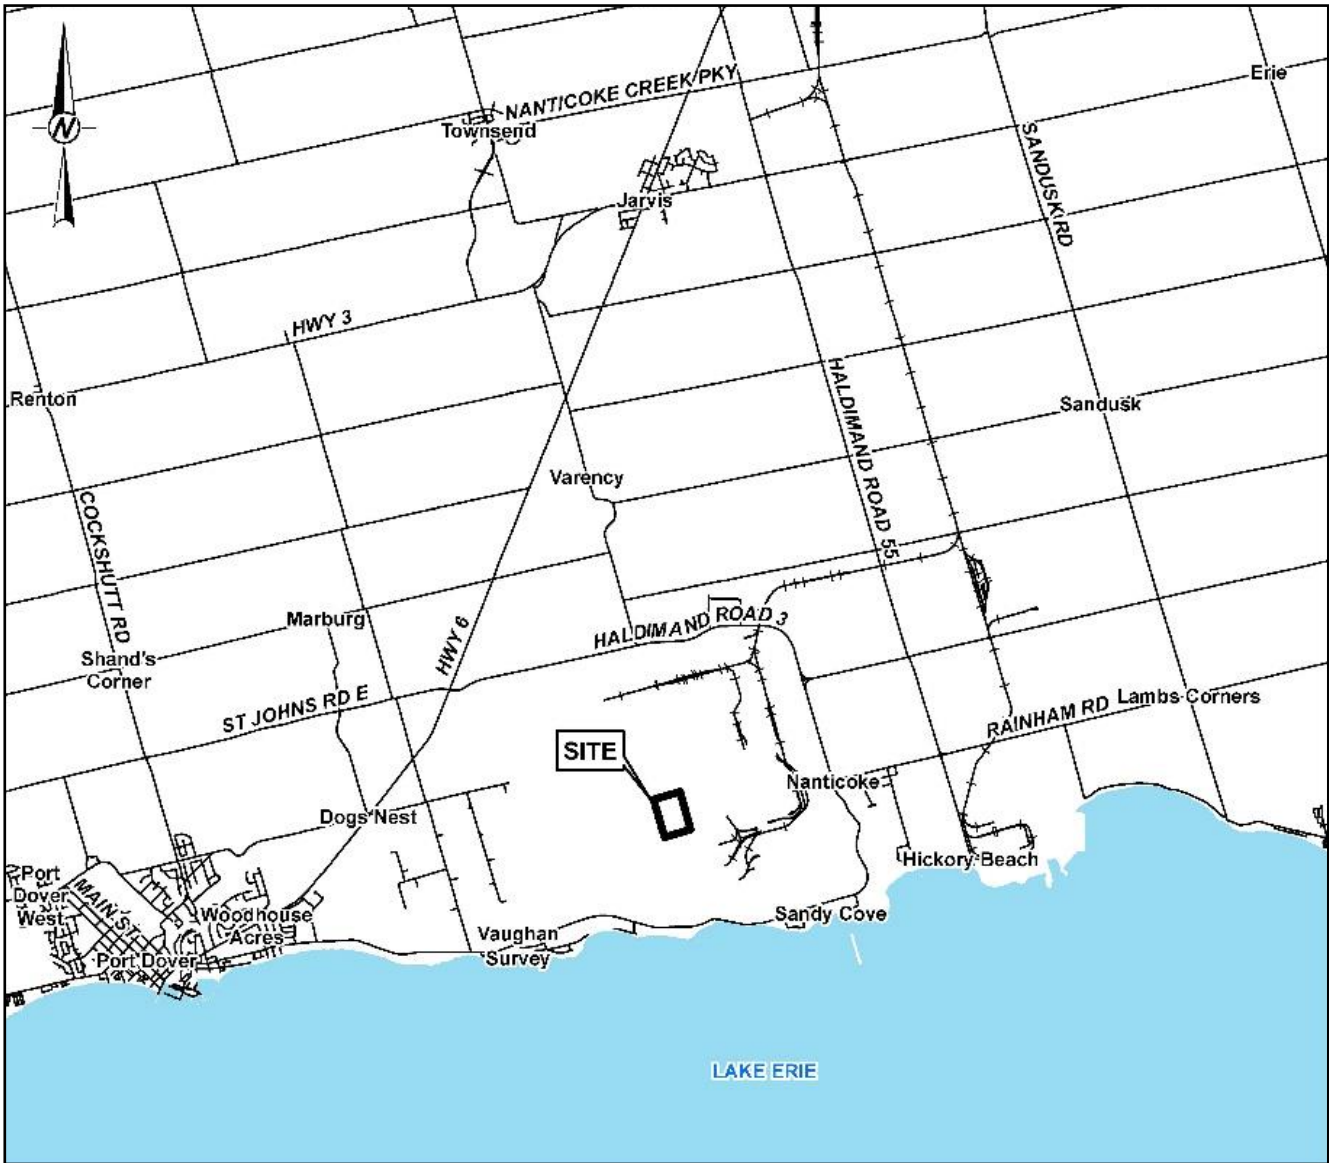 Erie
NANTICOKE CREEK PKY
Townsend
N
SANDUSK RD
Jarvis
HWY 3
Renton
HALDIMAND ROAD 55
Sandusk
Varency
COCKSHUTT RD
Marburg
HALDIMAND ROAD 3
HWY 6
Shand's
Corner
ST JOHNS RD E
RAINHAM RD
Lambs Corners
SITE
Nanticoke
Dogs Nest
Hickory Beach
Port
Dover
West
MAIN ST
Woodhouse
Acres
Sandy Cove
Vaughan
Survey
Port Dover
LAKE ERIE